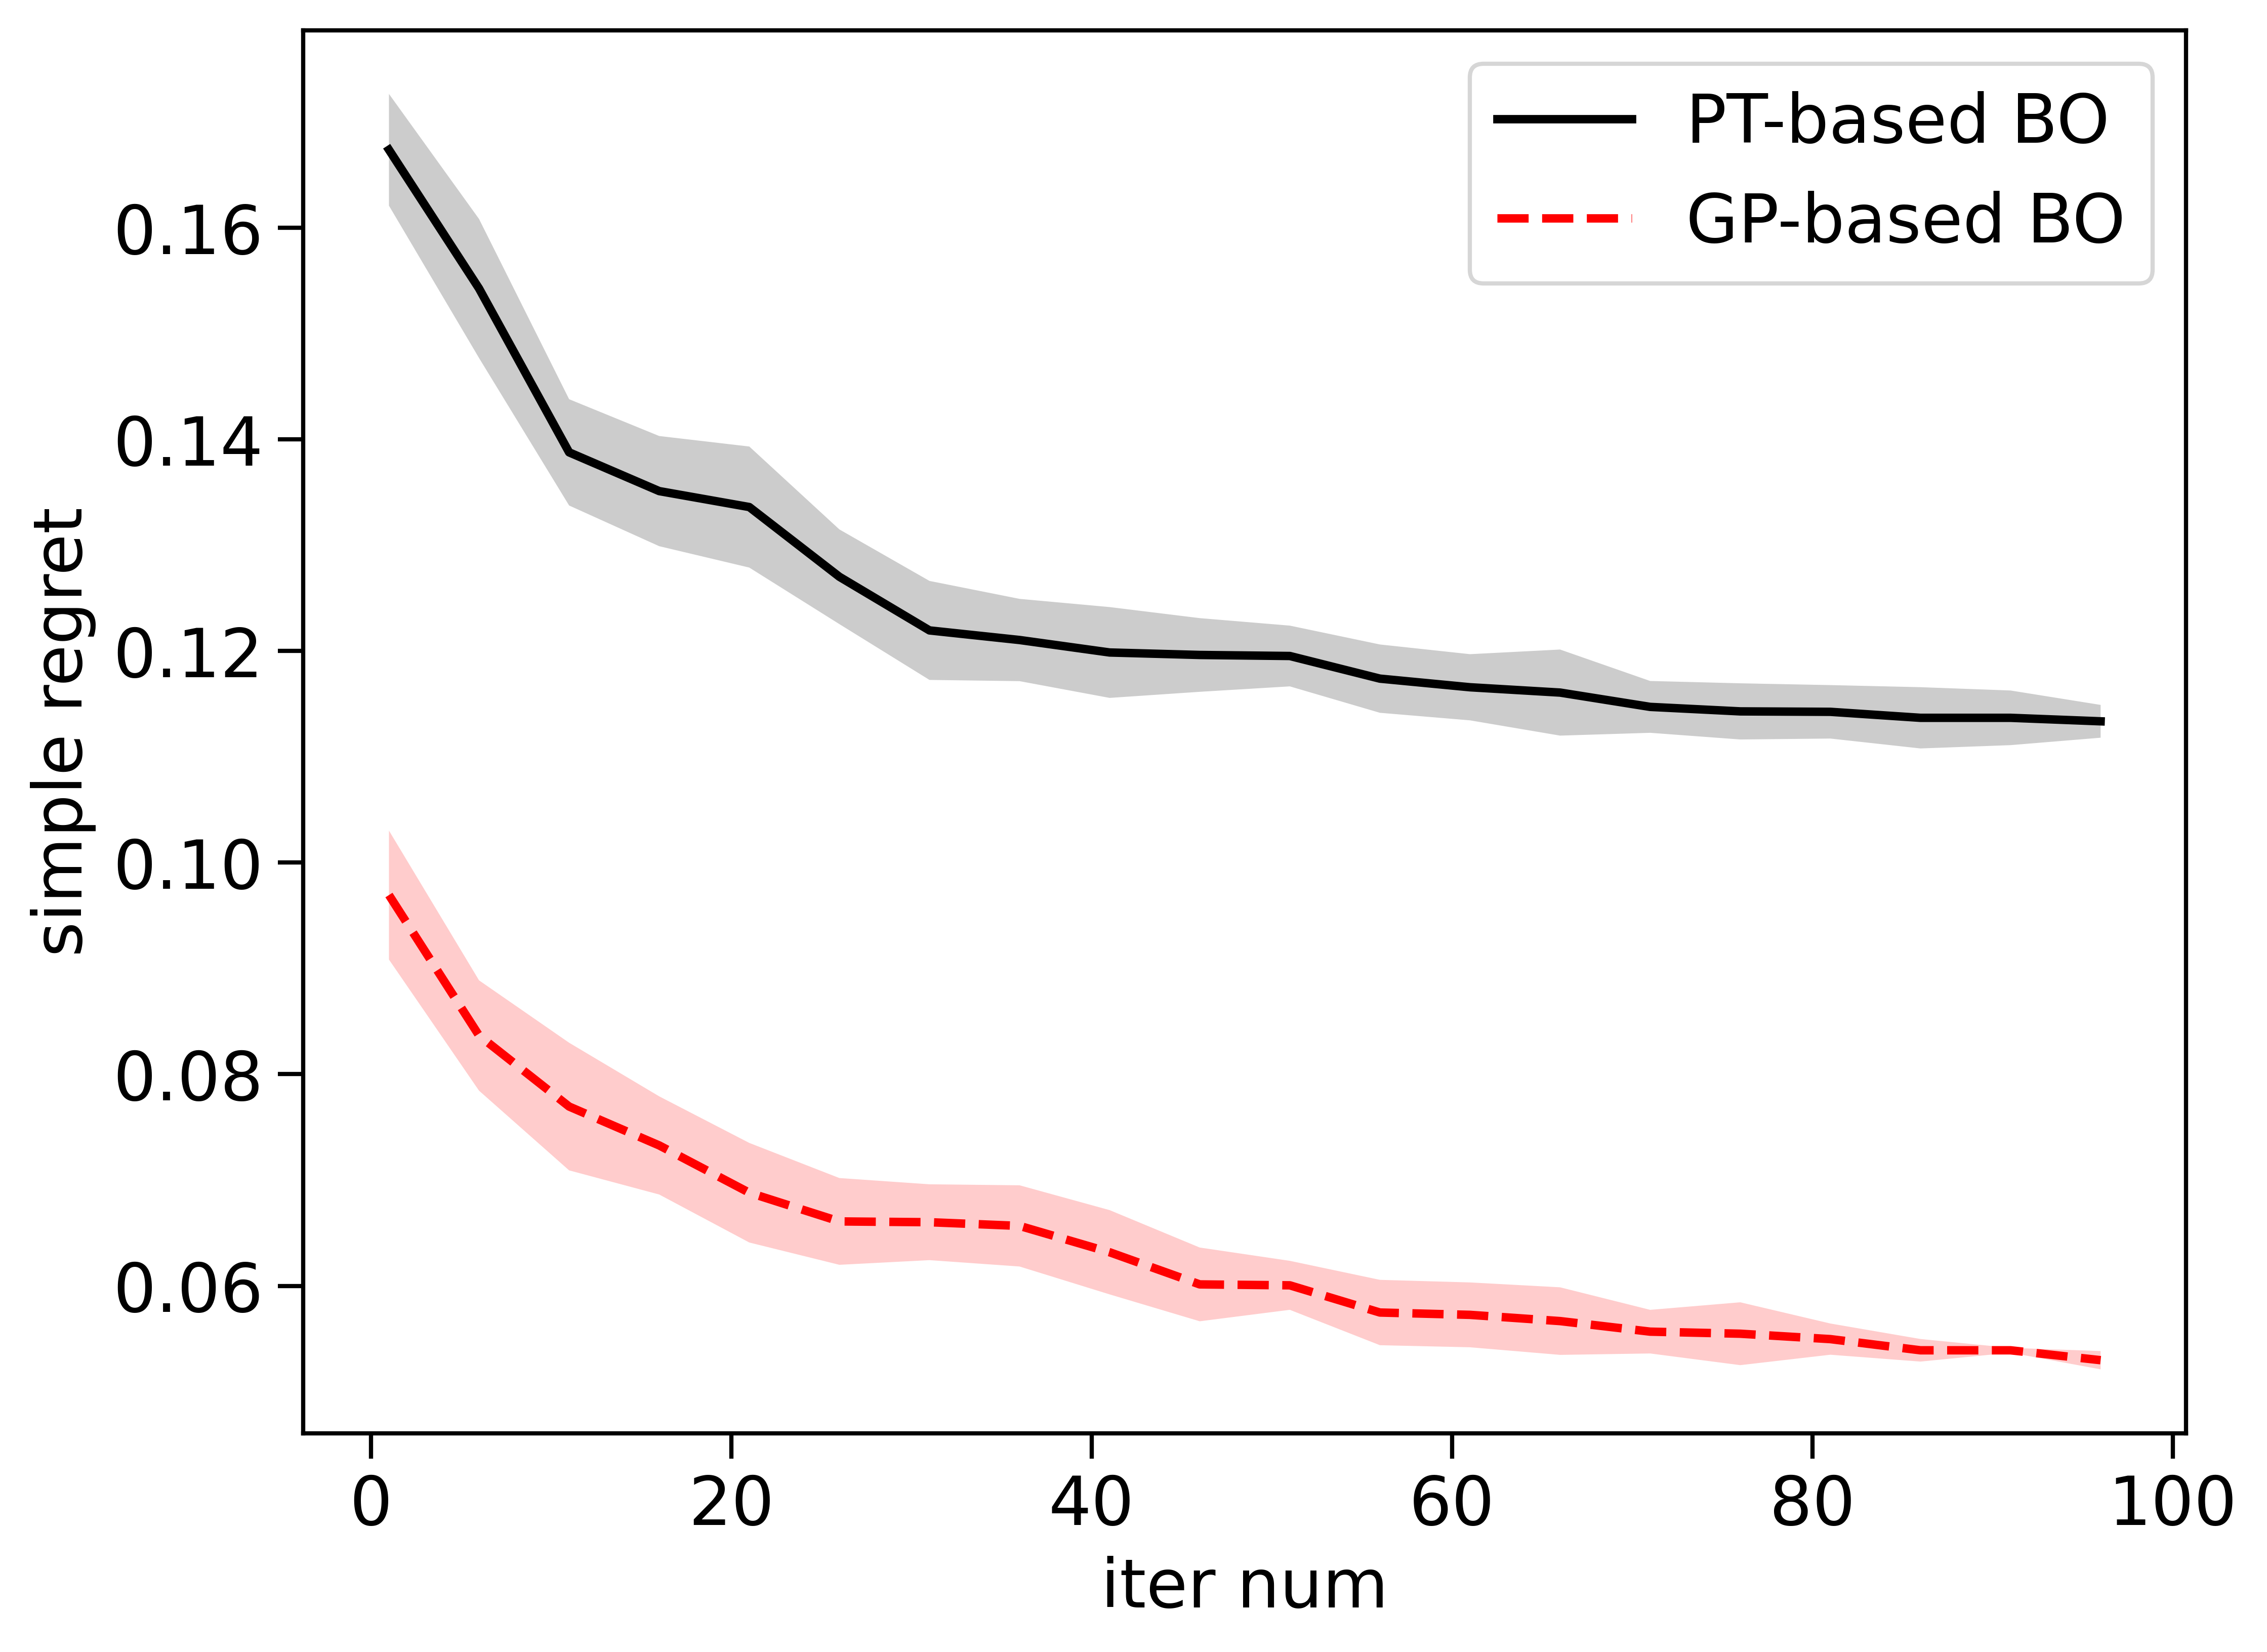 PT-based BO
GP-based BO
0.16
0.14
0.12
0.10
0.08
0.06
simple regret
0 20 40 60 80 100
iter num